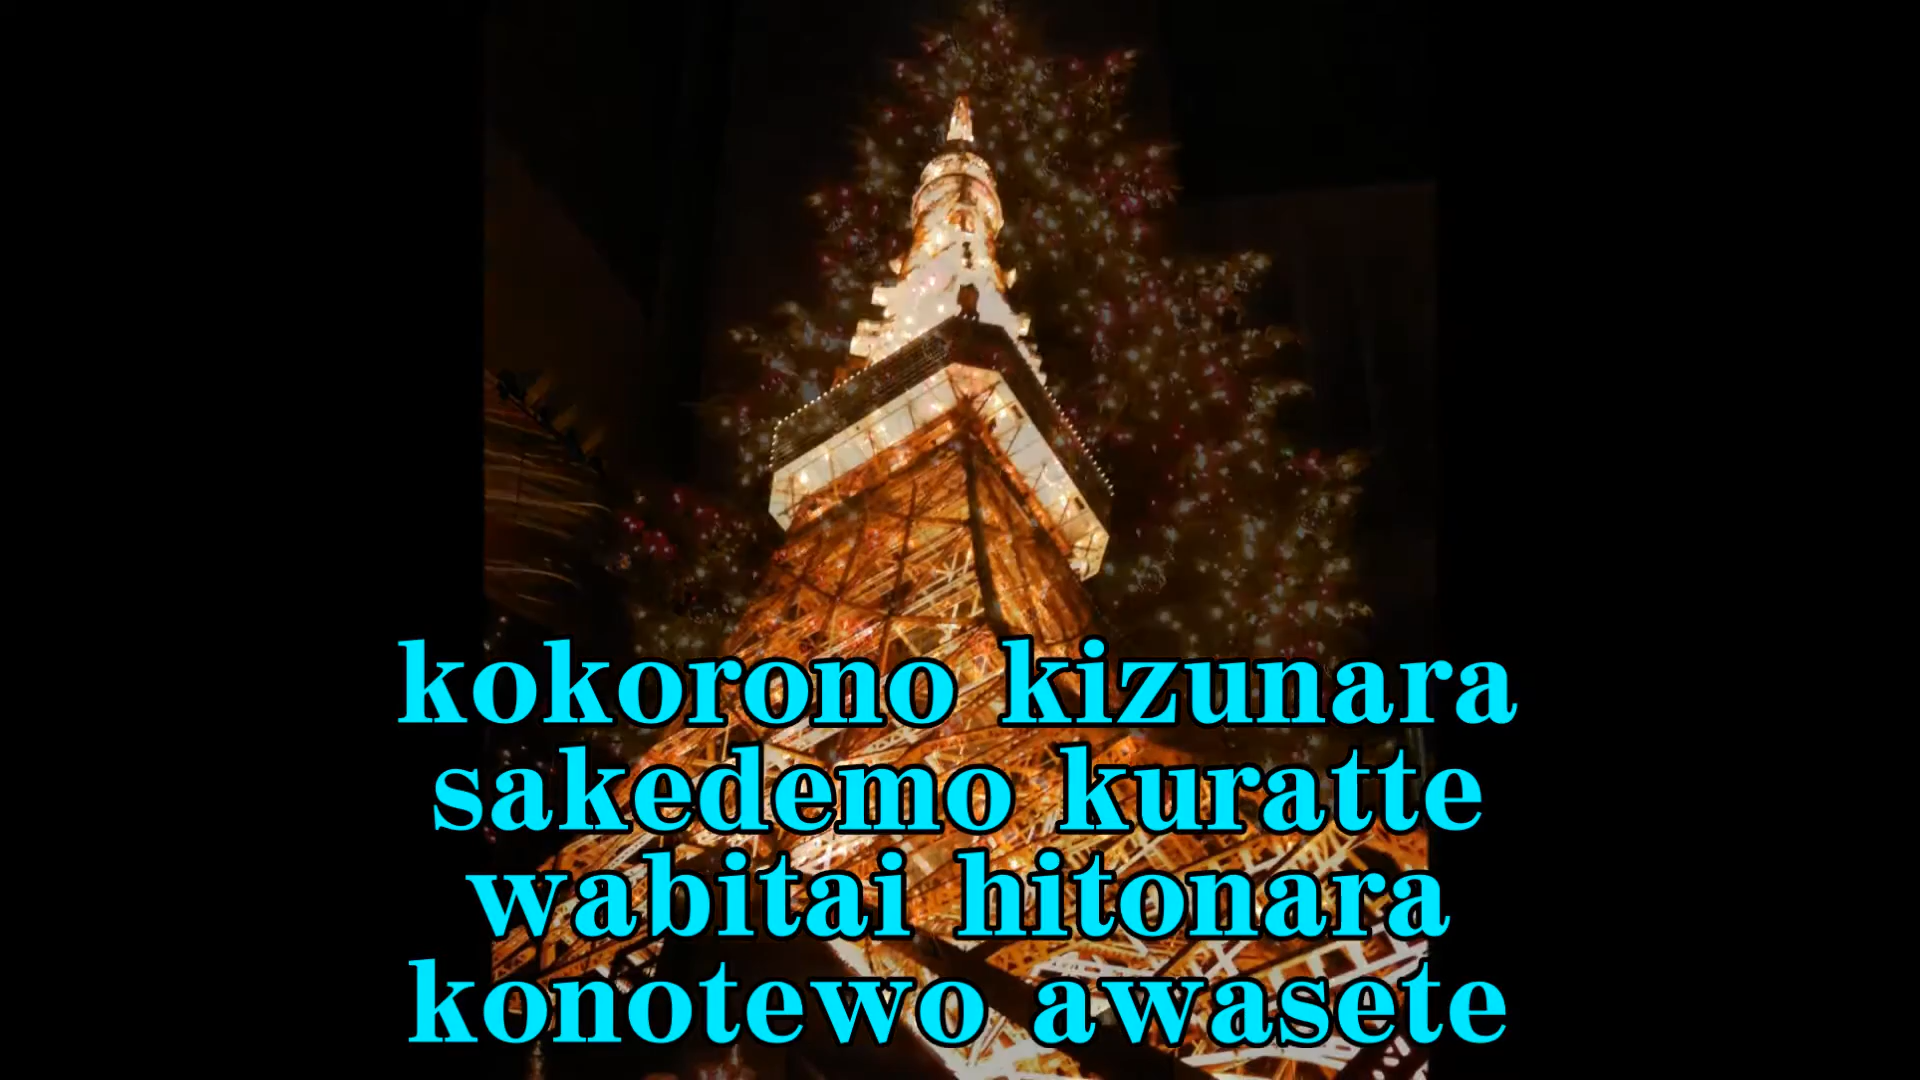 kokorono kizunara
sakedemo kuratte
wabitai hitonara
konotewo awasete